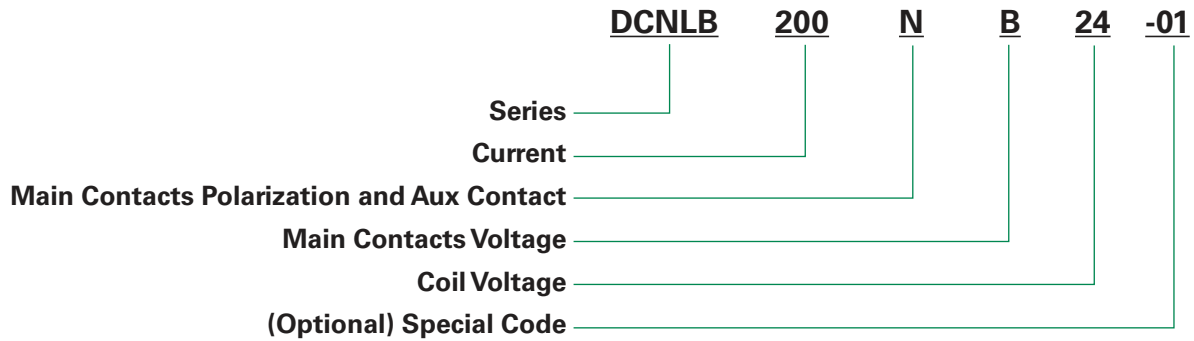 DCNLB 200 N B 24 -01
Series
Current
Main Contacts Polarization and Aux Contact
Main Contacts Voltage
Coil Voltage
(Optional) Special Code